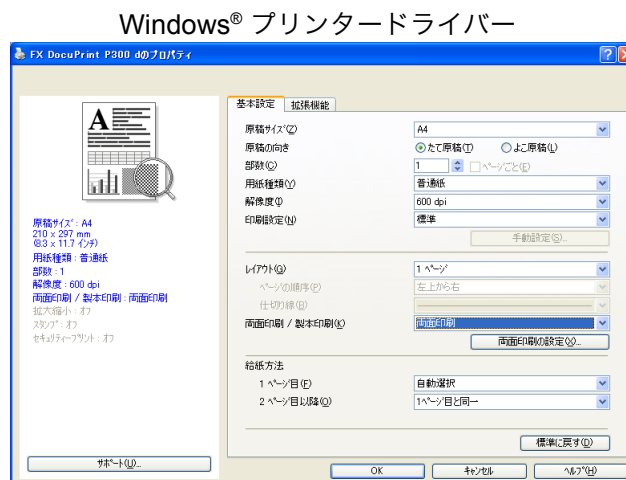 Windows® プリンタードライバー
FX DocuPrint P300 dのプロパティ
基本設定 拡張機能
A
原稿サイズ(Z) A4
原稿の向き たて原稿(T) よこ原稿(L)
部数(C) 1 ページごと(E)
用紙種類(Y) 普通紙
解像度(I) 600 dpi
印刷設定(N) 標準
手動設定(S)...
レイアウト(G) 1 ページ
ページの順序(P) 左上から右
仕切り線(B)
両面印刷 / 製本印刷(K) 両面印刷
両面印刷の設定(X)...
給紙方法
1 ページ目(F) 自動選択
2 ページ目以降(O) 1ページ目と同一
標準に戻す(D)
原稿サイズ : A4
210 x 297 mm
(8.3 x 11.7 インチ)
用紙種類 : 普通紙
部数 : 1
解像度 : 600 dpi
両面印刷 / 製本印刷 : 両面印刷
拡大縮小 : オフ
スタンプ : オフ
セキュリティープリント : オフ
サポート(U)...
OK キャンセル ヘルプ(H)